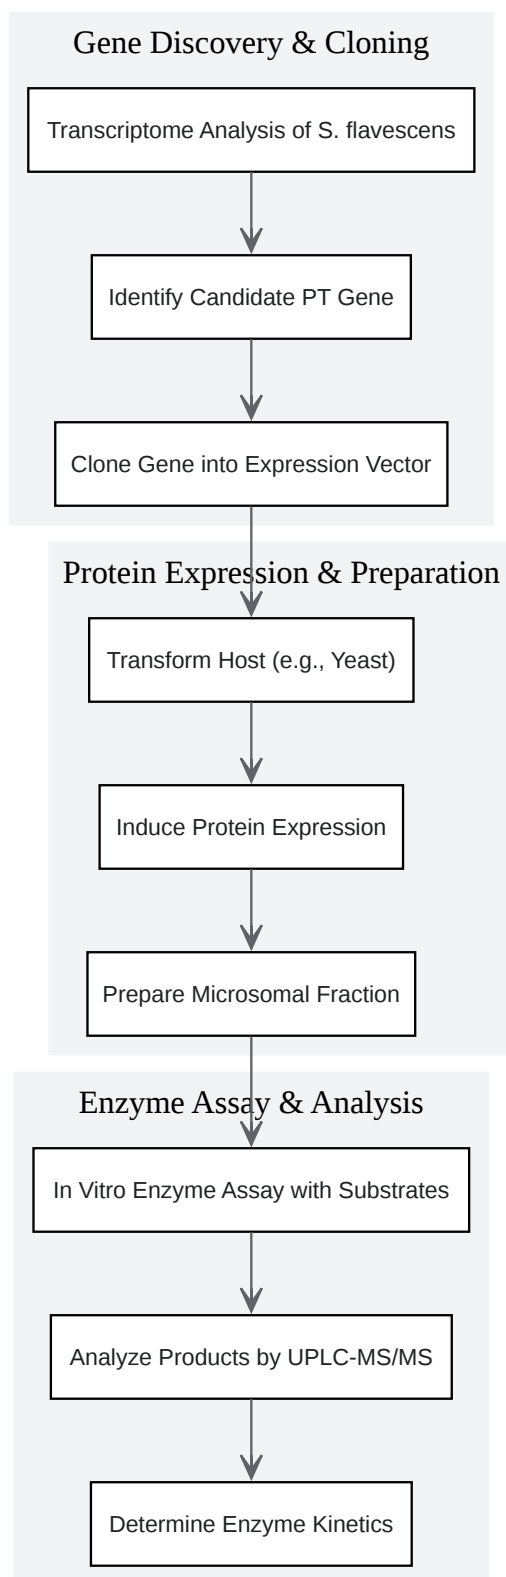 Gene Discovery & Cloning
Transcriptome Analysis of S. flavescens
Identify Candidate PT Gene
Clone Gene into Expression Vector
Protein Expression & Preparation
Transform Host (e.g., Yeast)
Induce Protein Expression
Prepare Microsomal Fraction
Enzyme Assay & Analysis
In Vitro Enzyme Assay with Substrates
Analyze Products by UPLC-MS/MS
Determine Enzyme Kinetics